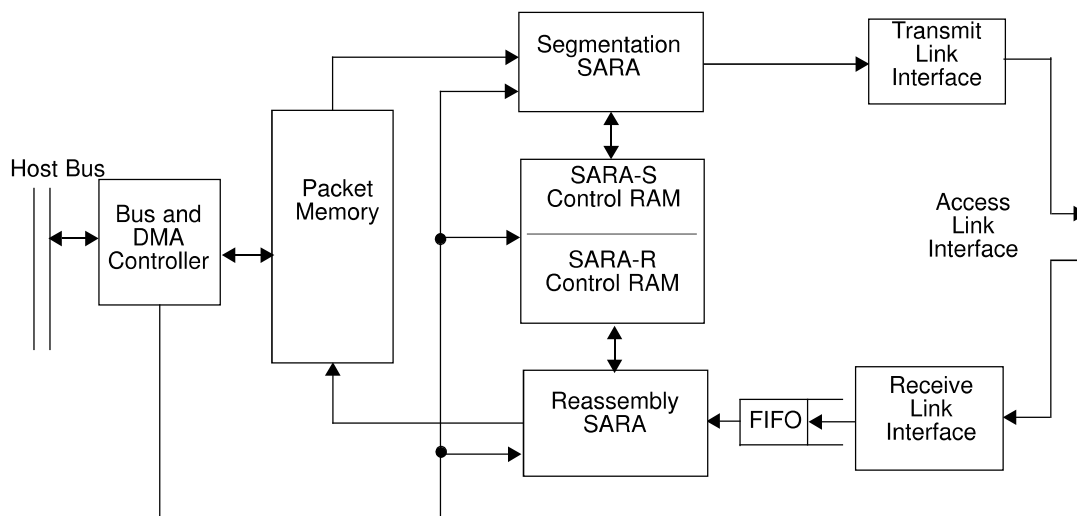 Segmentation
SARA
Transmit
Link
Interface
Host Bus
Bus and
DMA
Controller
Packet
Memory
SARA-S
Control RAM
SARA-R
Control RAM
Access
Link
Interface
Reassembly
SARA
FIFO
Receive
Link
Interface